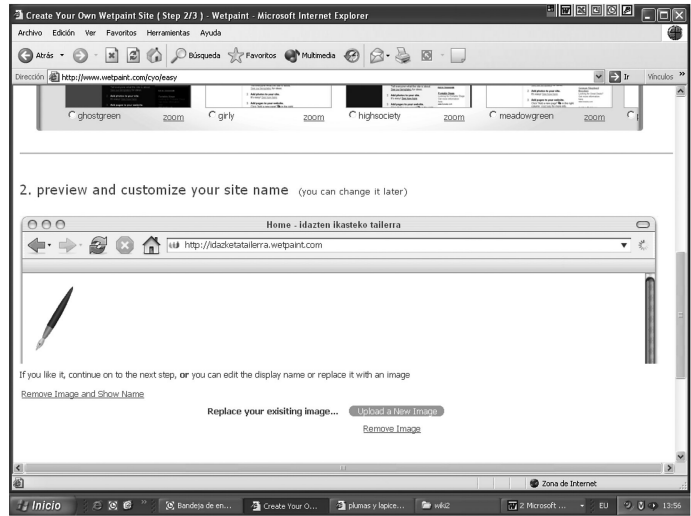 Create Your Own Wetpaint Site ( Step 2/3 ) - Wetpaint - Microsoft Internet Explorer
Archivo Edición Ver Favoritos Herramientas Ayuda
Atrás Búsqueda Favoritos Multimedia
Dirección http://www.wetpaint.com/cyo/easy Ir Vínculos »
ghostgreen zoom girly zoom highsociety zoom meadowgreen zoom
2. preview and customize your site name (you can change it later)
Home - idazten ikasteko tailerra
http://idazketatailerra.wetpaint.com
If you like it, continue on to the next step, or you can edit the display name or replace it with an image
Remove Image and Show Name
Replace your exisiting image... Upload a New Image
Remove Image
Zona de Internet
Inicio » Bandeja de en... Create Your O... plumas y lapice... wiki2 2 Microsoft ... EU 13:56